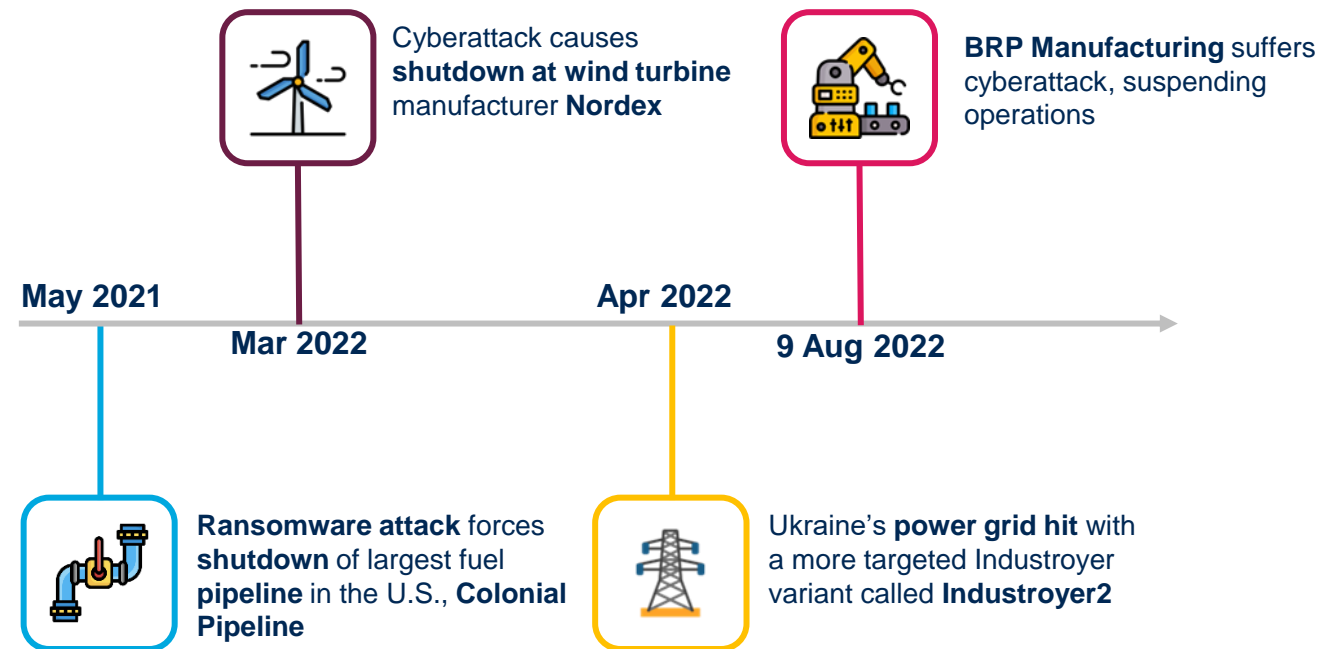 Cyberattack causes
shutdown at wind turbine
manufacturer Nordex
BRP Manufacturing suffers
cyberattack, suspending
operations
May 2021
Mar 2022
Apr 2022
9 Aug 2022
Ransomware attack forces
shutdown of largest fuel
pipeline in the U.S., Colonial
Pipeline
Ukraine’s power grid hit with
a more targeted Industroyer
variant called Industroyer2